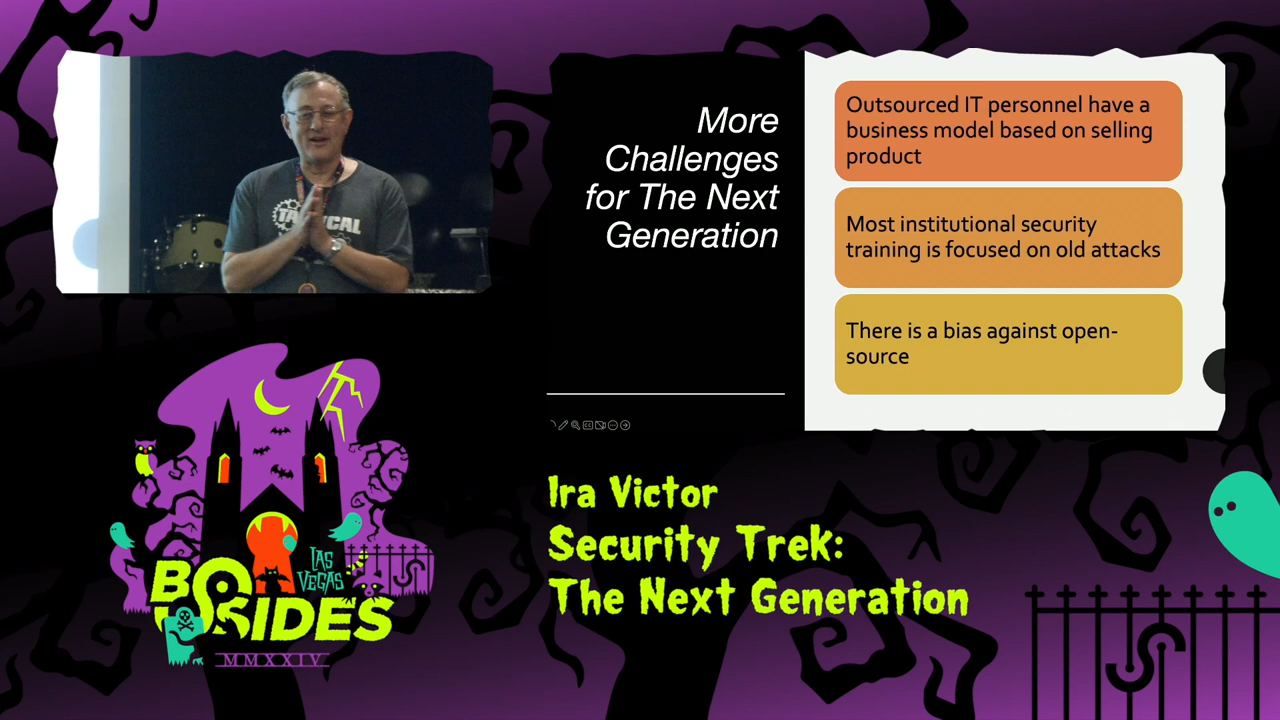 TACTICAL
More
Challenges
for The Next
Generation
Outsourced IT personnel have a
business model based on selling
product
Most institutional security
training is focused on old attacks
There is a bias against open-
source
Ira Victor
Security Trek:
The Next Generation
LAS
VEGAS
BSIDES
MMXXIV